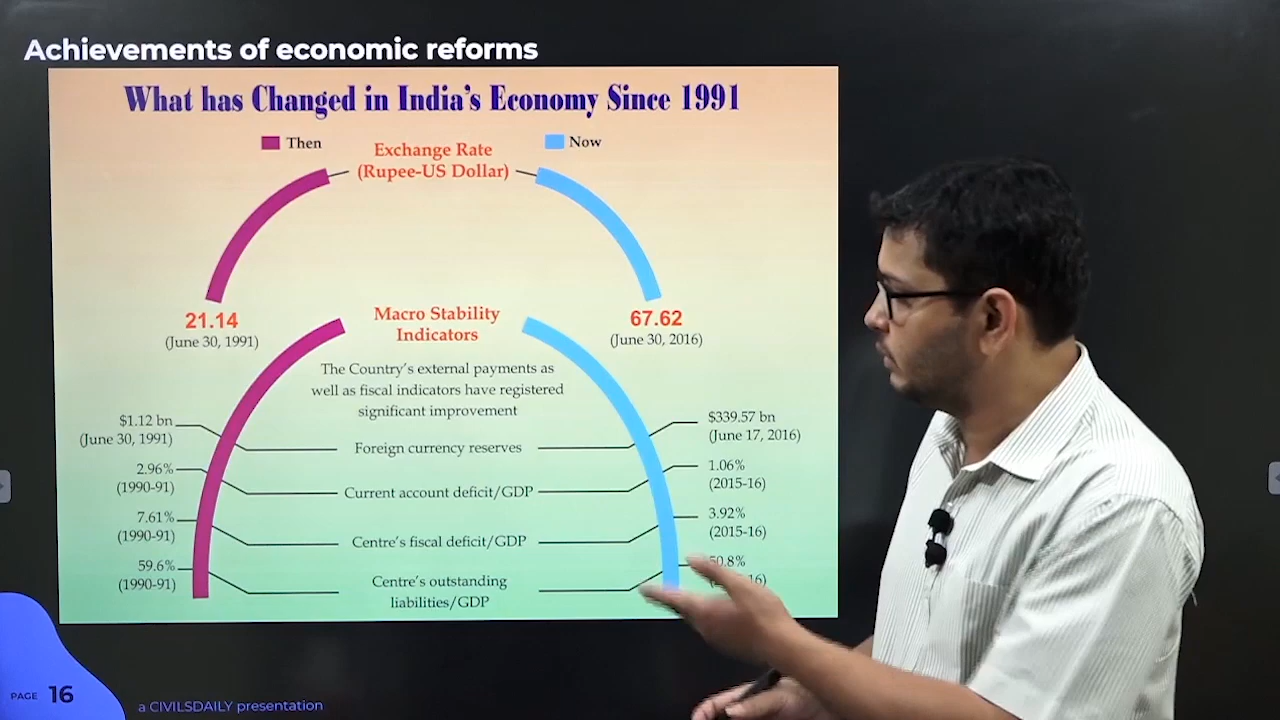 Achievements of economic reforms
What has Changed in India's Economy Since 1991
Then
Exchange Rate
(Rupee-US Dollar)
Now
21.14
(June 30, 1991)
67.62
(June 30, 2016)
Macro Stability
Indicators
The Country's external payments as
well as fiscal indicators have registered
significant improvement
$1.12 bn
(June 30, 1991)
Foreign currency reserves
$339.57 bn
(June 17, 2016)
2.96%
(1990-91)
Current account deficit/GDP
1.06%
(2015-16)
7.61%
(1990-91)
Centre's fiscal deficit/GDP
3.92%
(2015-16)
59.6%
(1990-91)
Centre's outstanding
liabilities/GDP
PAGE 16
a CIVILSDAILY presentation